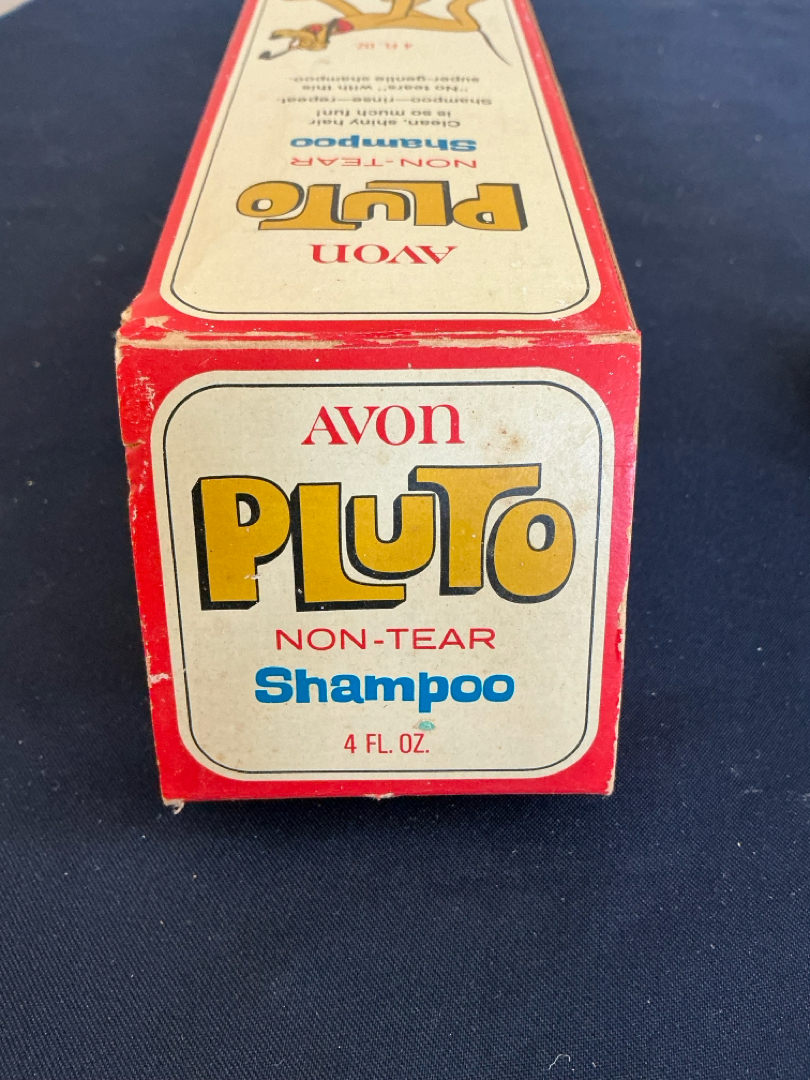 AVON
PLUTO
NON-TEAR
Shampoo
Clean, shiny hair
is so much fun!
Shampoo—rinse—repeat.
"No tears" with this
super-gentle shampoo.
4 FL. OZ.
AVON
PLUTO
NON-TEAR
Shampoo
4 FL. OZ.